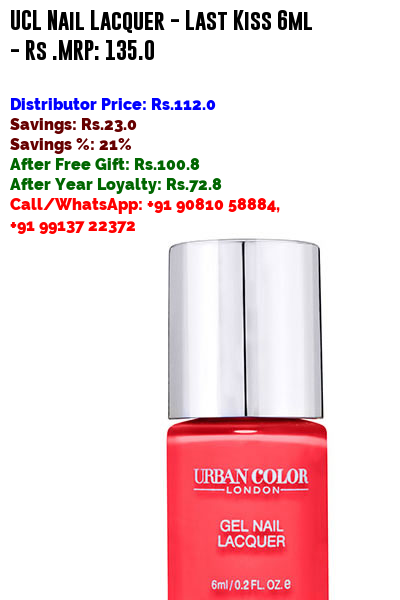 UCL Nail Lacquer - Last Kiss 6ml
- Rs .MRP: 135.0
Distributor Price: Rs.112.0
Savings: Rs.23.0
Savings %: 21%
After Free Gift: Rs.100.8
After Year Loyalty: Rs.72.8
Call/WhatsApp: +91 90810 58884,
+91 99137 22372
URBAN COLOR
LONDON
GEL NAIL
LACQUER
6ml/0.2 FL. OZ. e